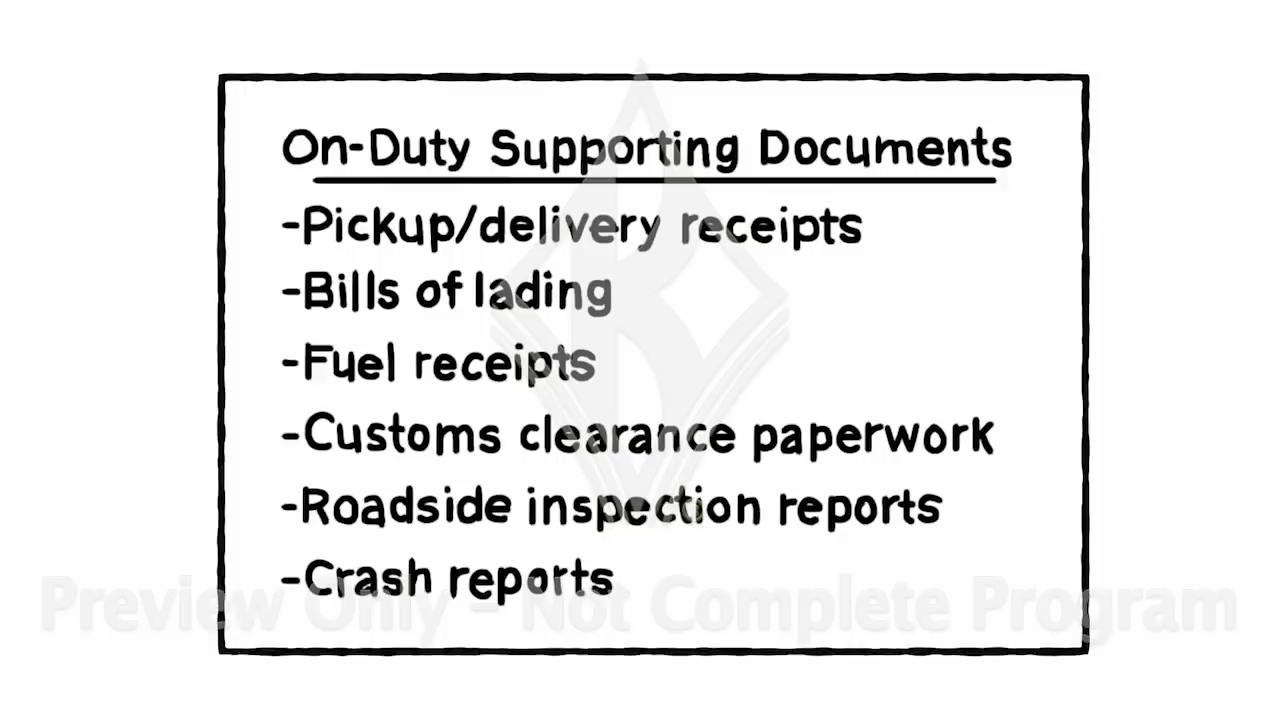 On-Duty Supporting Documents
-Pickup/delivery receipts
-Bills of lading
-Fuel receipts
-Customs clearance paperwork
-Roadside inspection reports
-Crash reports
Preview Only - Not Complete Program